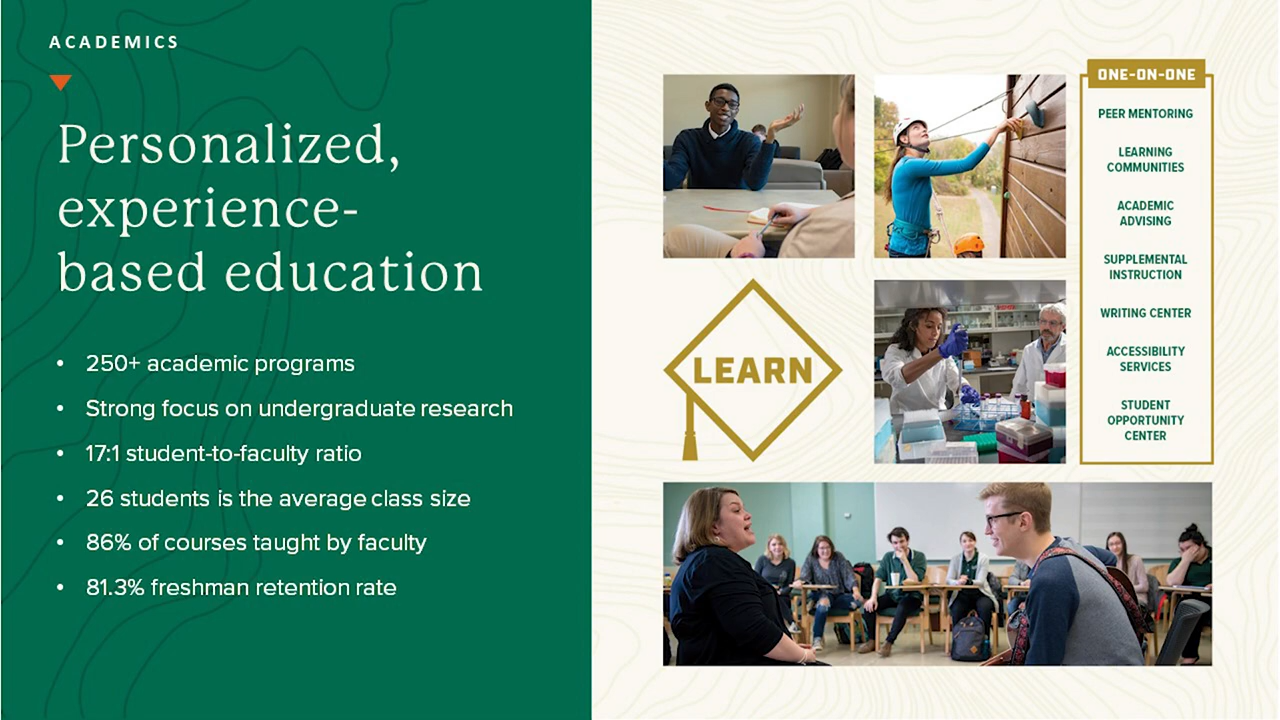 ACADEMICS
Personalized,
experience-
based education
• 250+ academic programs
• Strong focus on undergraduate research
• 17:1 student-to-faculty ratio
• 26 students is the average class size
• 86% of courses taught by faculty
• 81.3% freshman retention rate
LEARN
ONE-ON-ONE
PEER MENTORING
LEARNING
COMMUNITIES
ACADEMIC
ADVISING
SUPPLEMENTAL
INSTRUCTION
WRITING CENTER
ACCESSIBILITY
SERVICES
STUDENT
OPPORTUNITY
CENTER